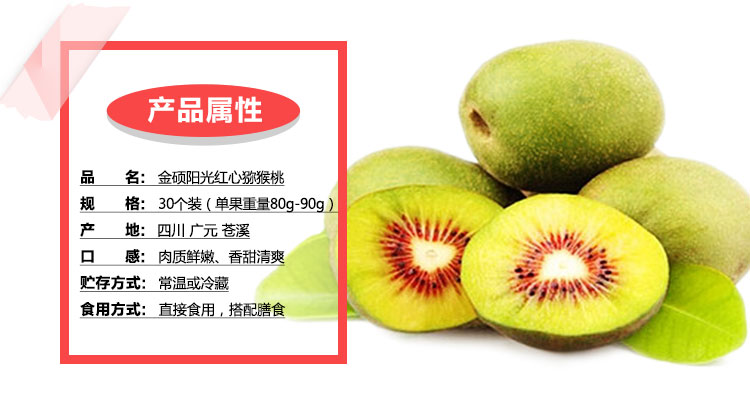 产品属性
品 名：金硕阳光红心猕猴桃
规 格：30个装（单果重量80g-90g）
产 地：四川 广元 苍溪
口 感：肉质鲜嫩、香甜清爽
贮存方式：常温或冷藏
食用方式：直接食用，搭配膳食